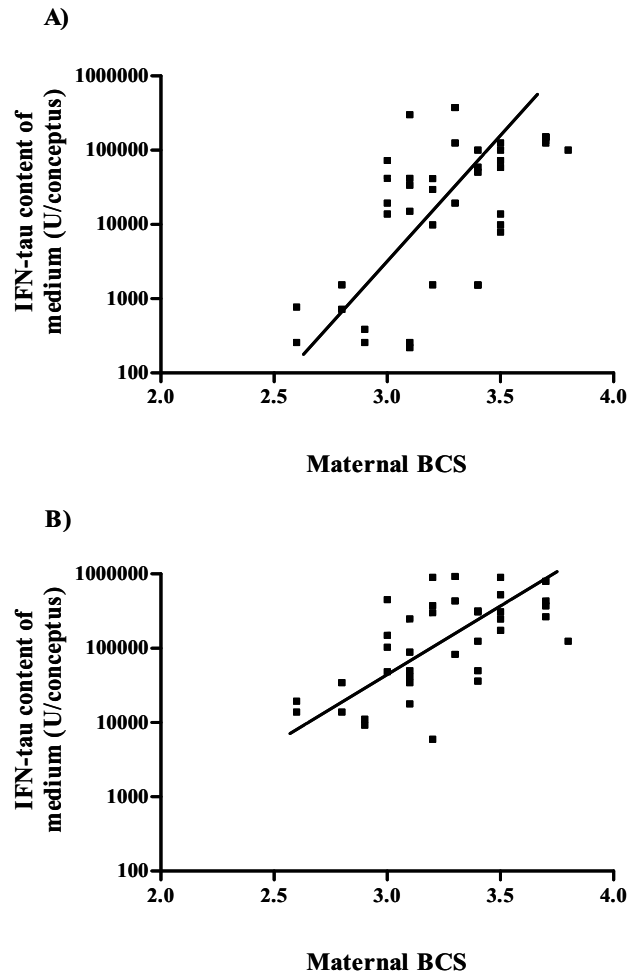 A)
IFN-tau content of
medium (U/conceptus)
1000000
100000
10000
1000
100
2.0 2.5 3.0 3.5 4.0
Maternal BCS
B)
IFN-tau content of
medium (U/conceptus)
1000000
100000
10000
1000
100
2.0 2.5 3.0 3.5 4.0
Maternal BCS